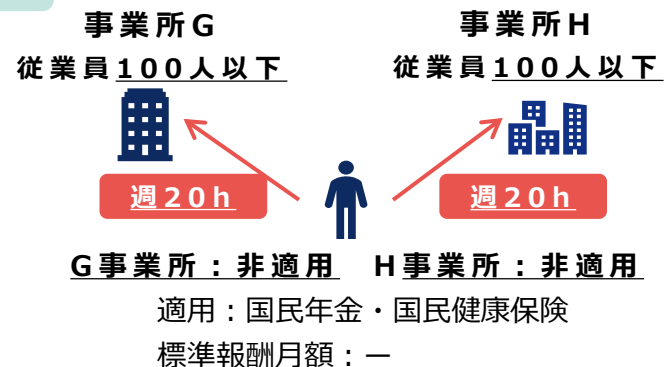 事業所G
従業員100人以下
事業所H
従業員100人以下
週20h
週20h
G事業所：非適用 H事業所：非適用
適用：国民年金・国民健康保険
標準報酬月額：－